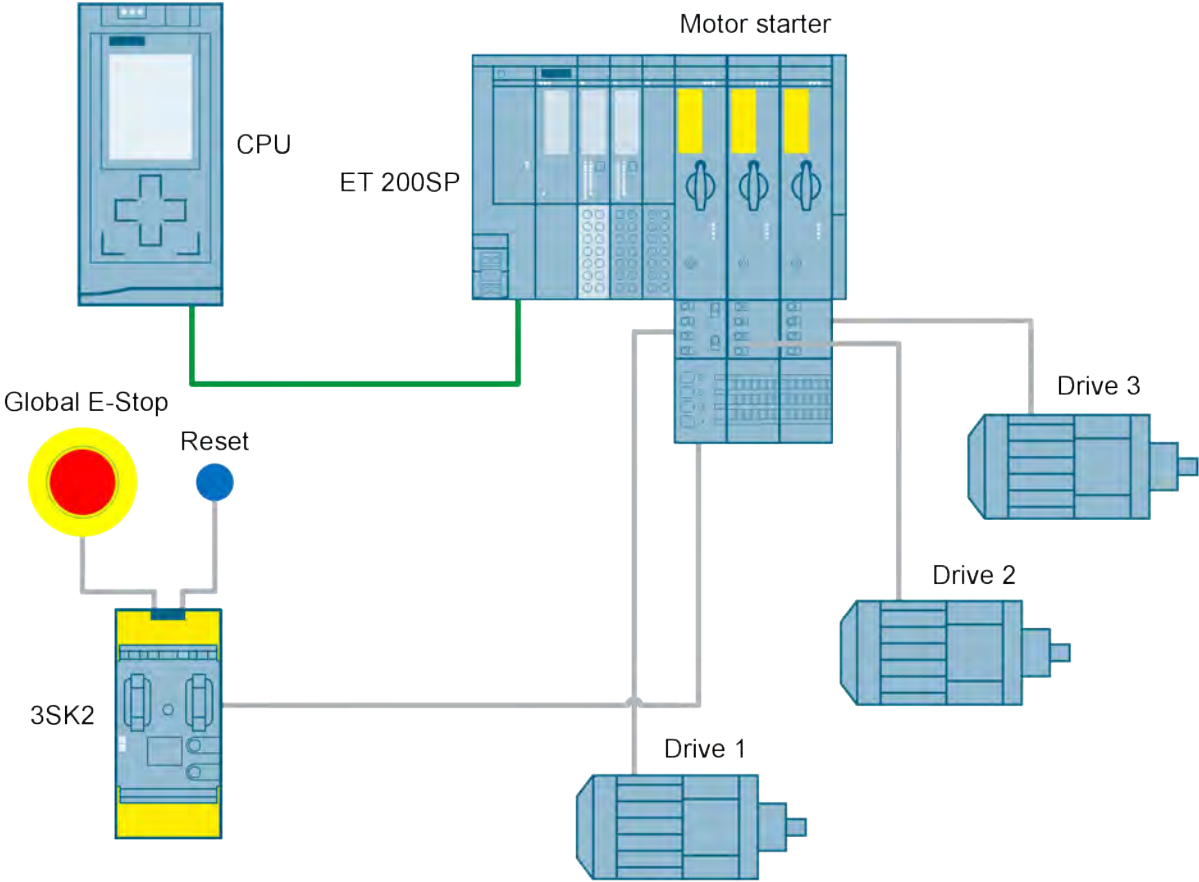 Motor starter
CPU
ET 200SP
Global E-Stop
Reset
Drive 3
Drive 2
3SK2
Drive 1